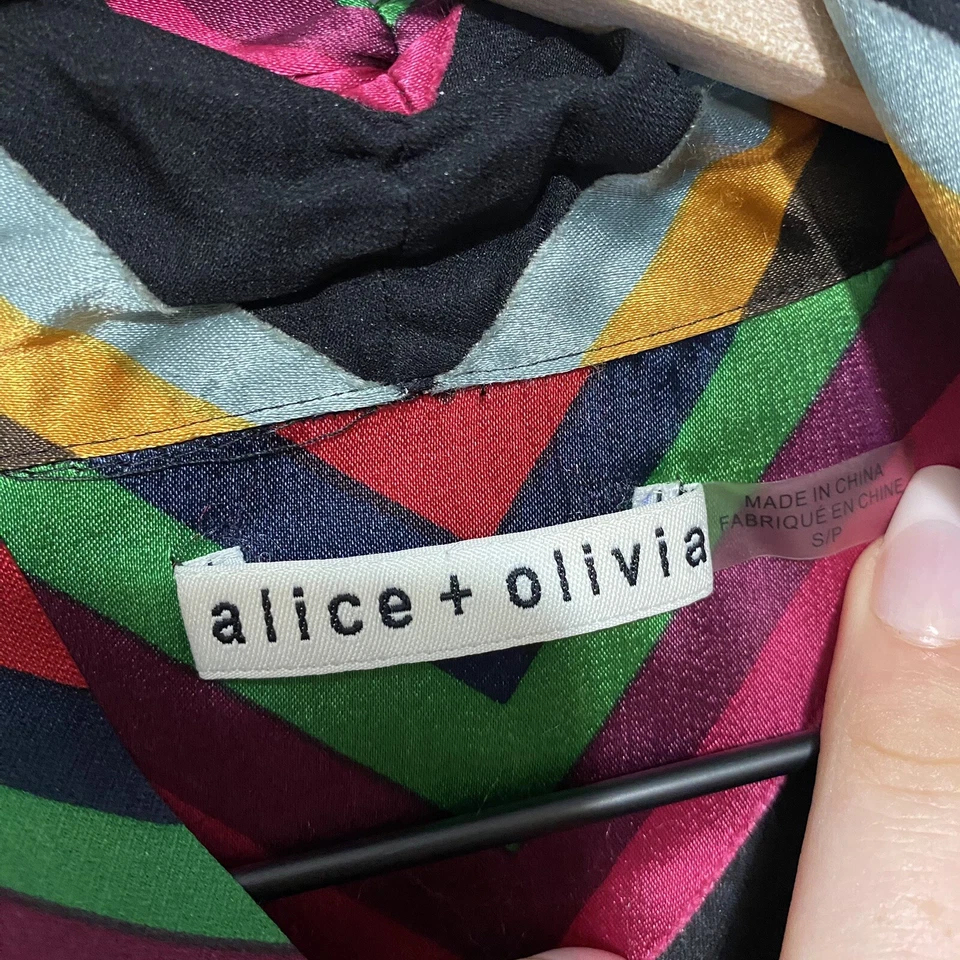 alice + olivia
MADE IN CHINA
FABRIQUÉ EN CHINE
S/P